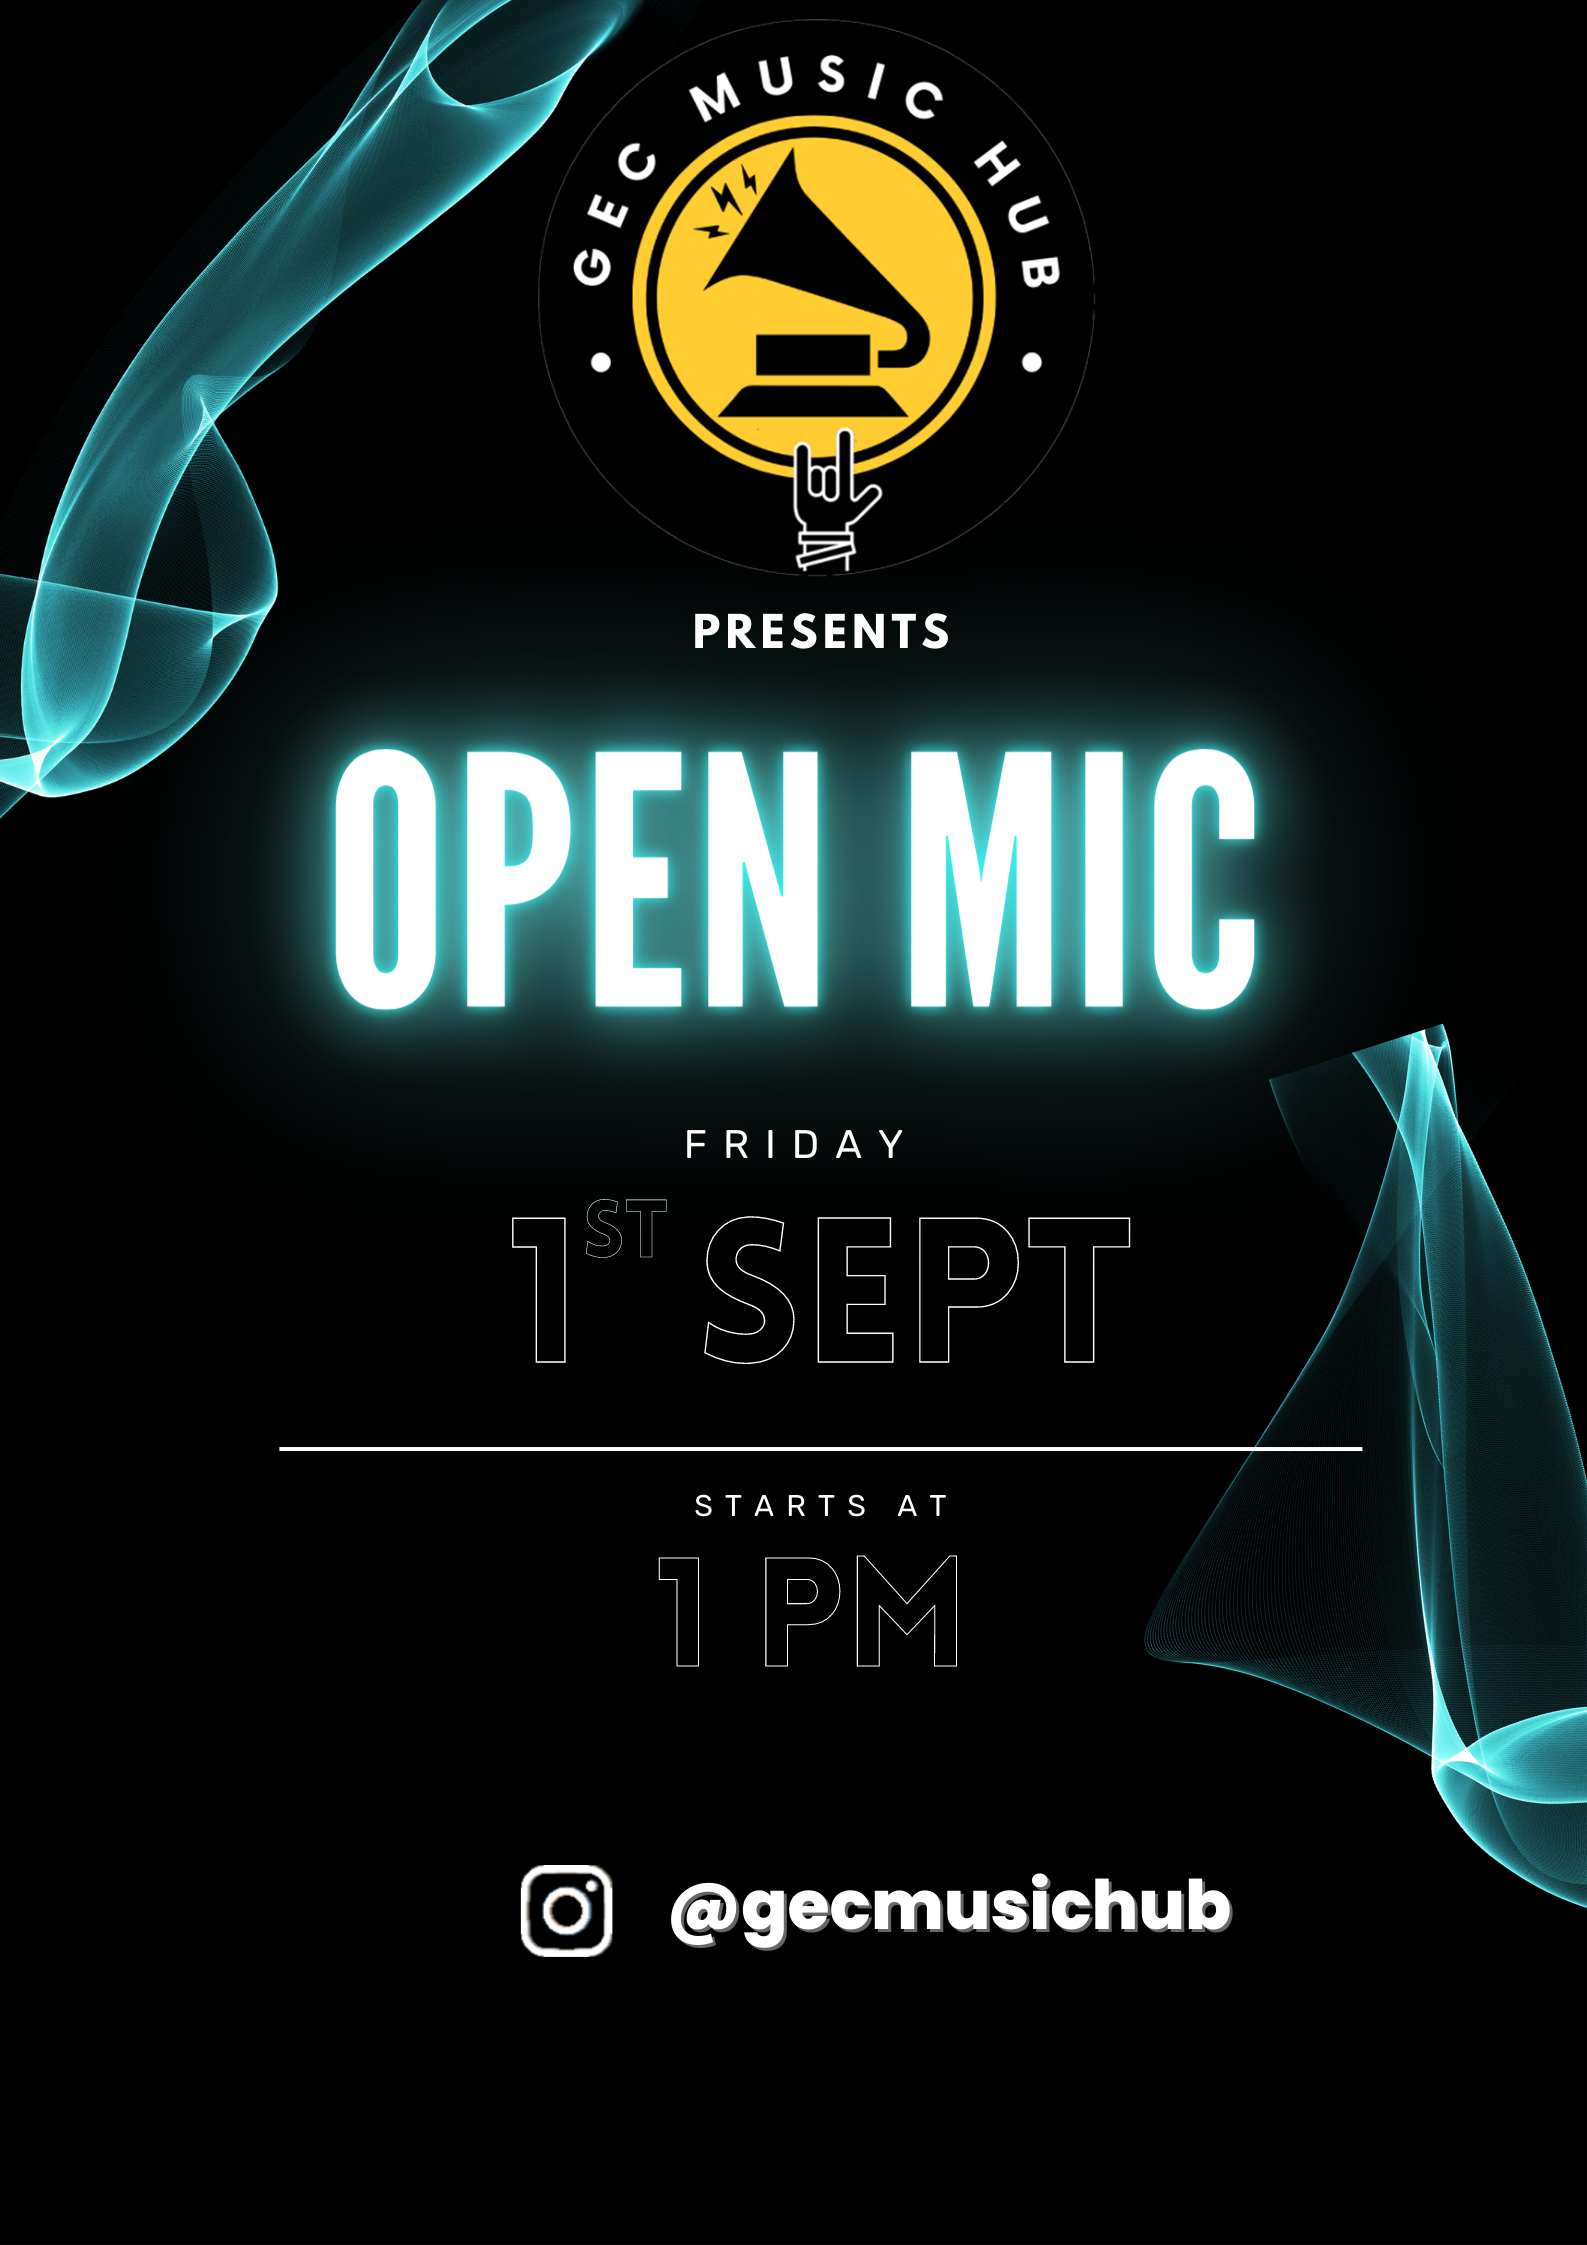 GEC MUSIC HUB
PRESENTS
OPEN MIC
FRIDAY
1ST SEPT
STARTS AT
1 PM
@gecmusichub